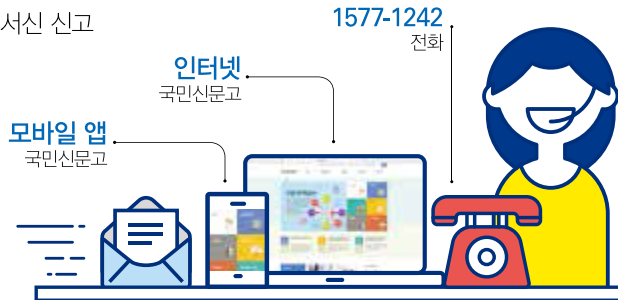 서신 신고
1577-1242
전화
인터넷
국민신문고
모바일 앱
국민신문고